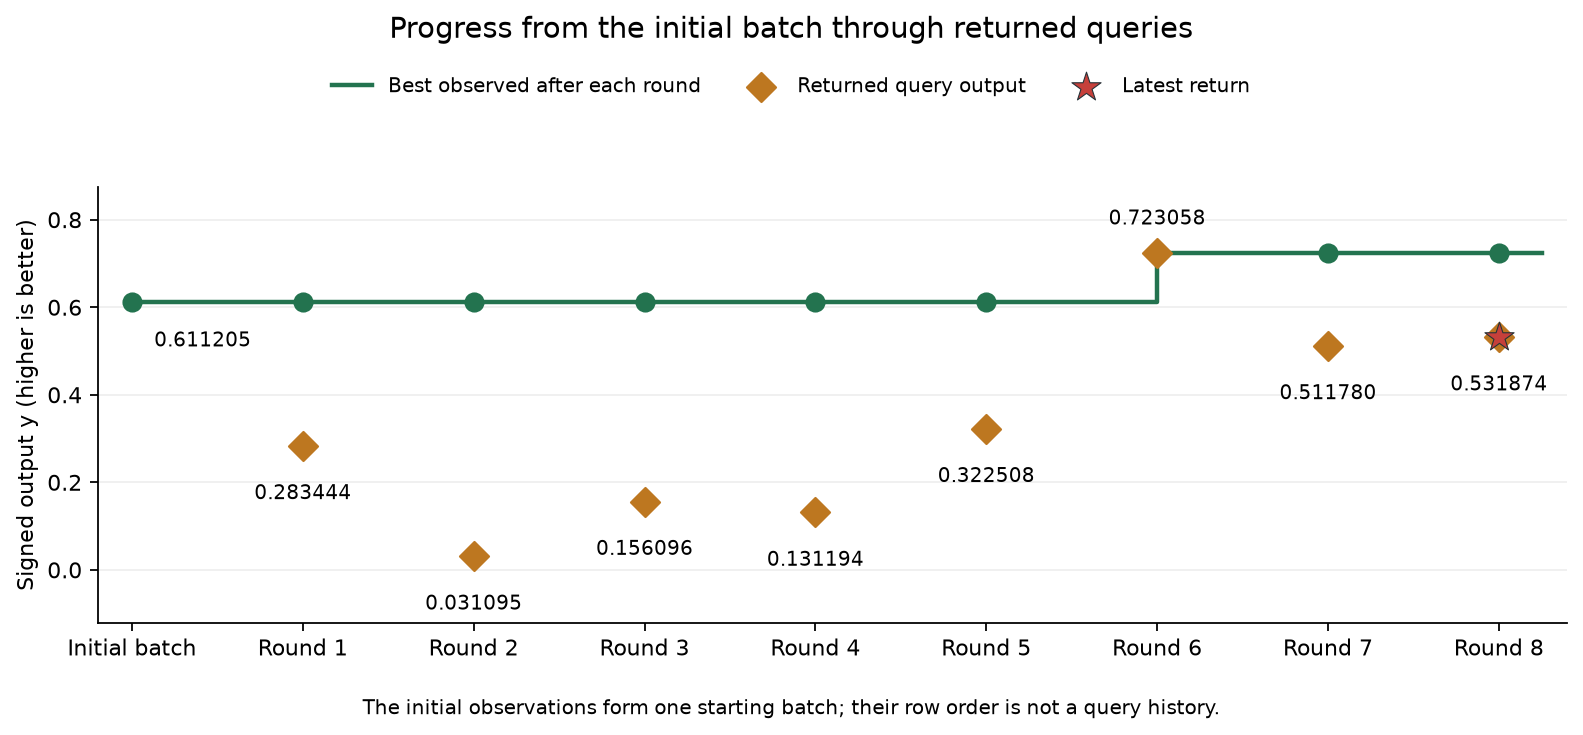 Progress from the initial batch through returned queries
Best observed after each round
Returned query output
Latest return
Signed output y (higher is better)
0.8
0.6
0.4
0.2
0.0
0.611205
0.283444
0.031095
0.156096
0.131194
0.322508
0.723058
0.511780
0.531874
Initial batch
Round 1
Round 2
Round 3
Round 4
Round 5
Round 6
Round 7
Round 8
The initial observations form one starting batch; their row order is not a query history.